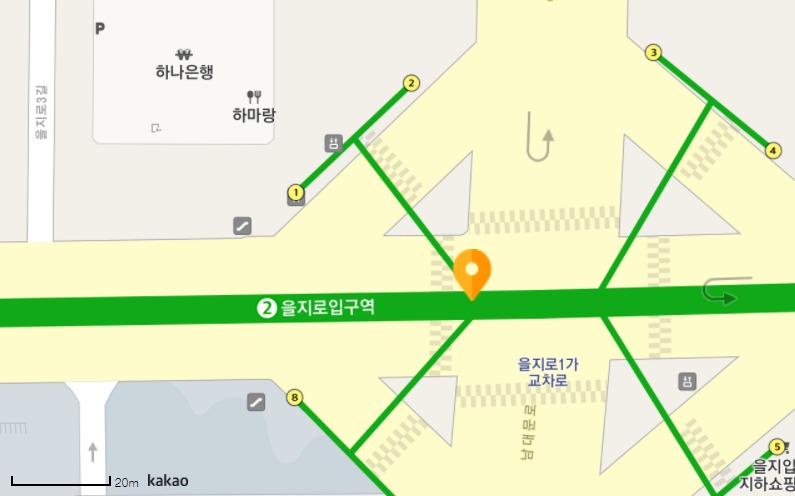 P
₩
하나은행
하마랑
을지로3길
2
1
3
4
2 을지로입구역
을지로1가
교차로
남대문로
8
5
을지입
지하쇼핑
20m kakao